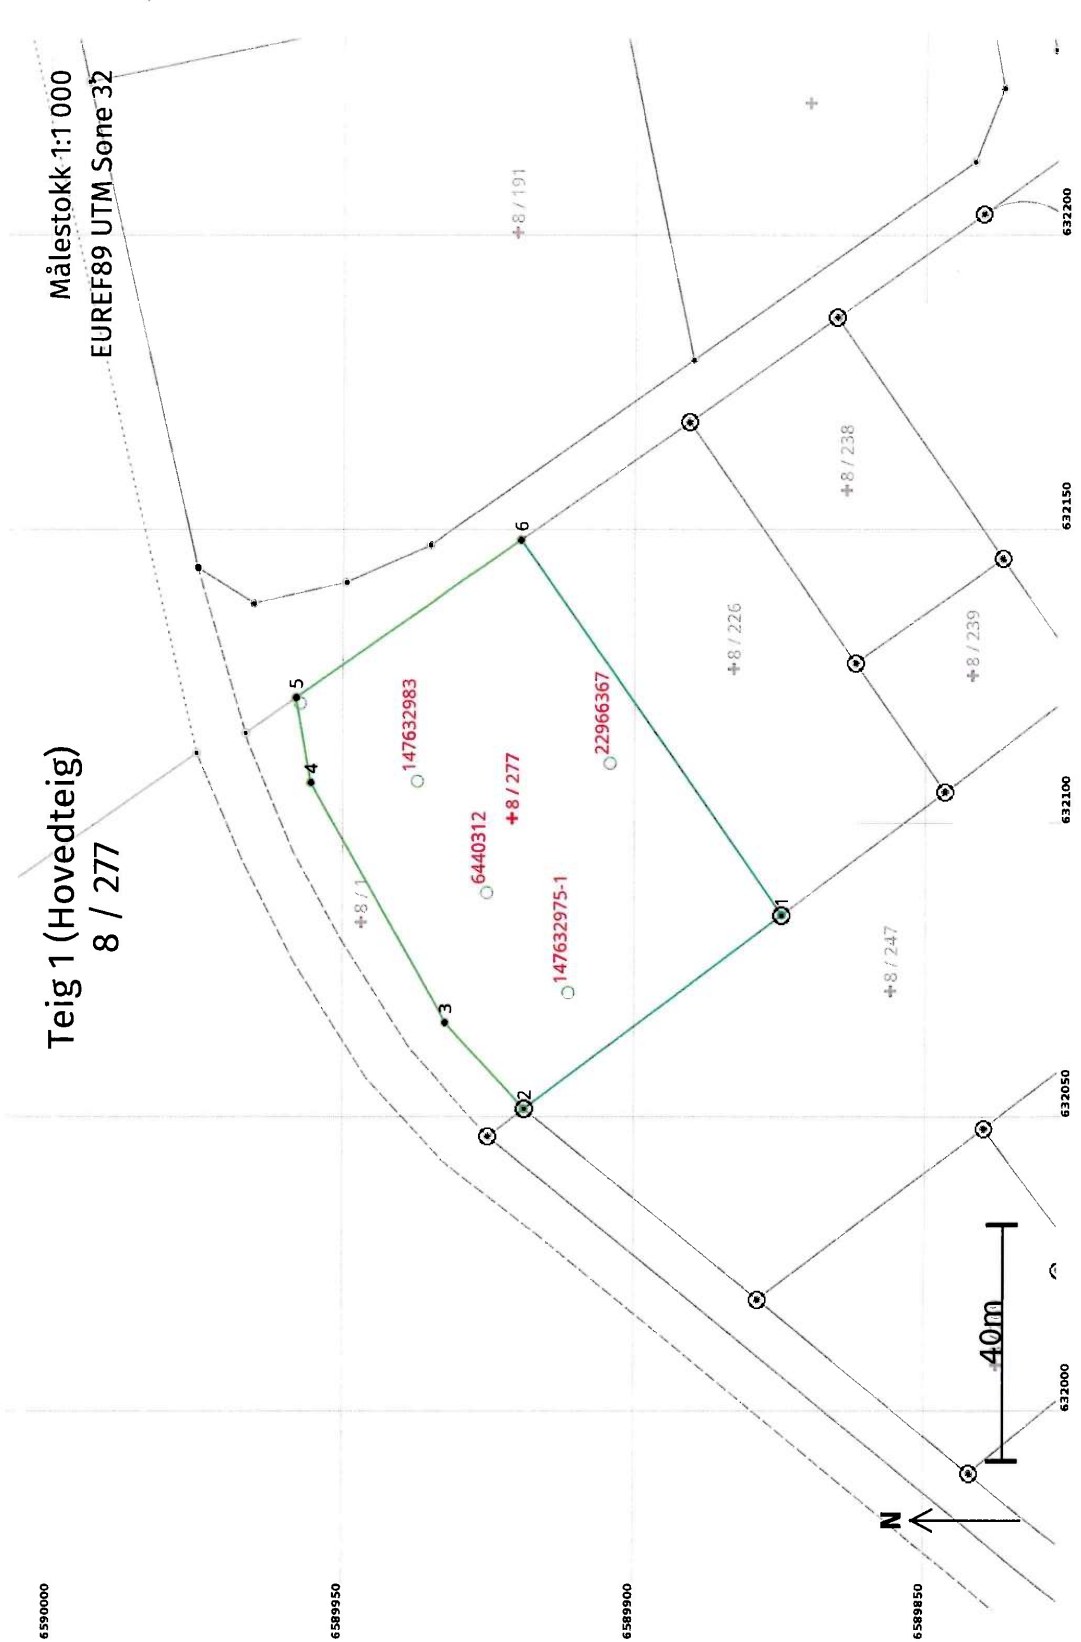 Teig 1 (Hovedteig)
8 / 277
Målestokk 1:1 000
EUREF89 UTM Sone 32
6590000
6589950
6589900
6589850
632000
632050
632100
632150
632200
8 / 1
8 / 191
8 / 226
8 / 238
8 / 239
8 / 247
8 / 277
147632983
22966367
6440312
147632975-1
1
2
3
4
5
6
N
40m